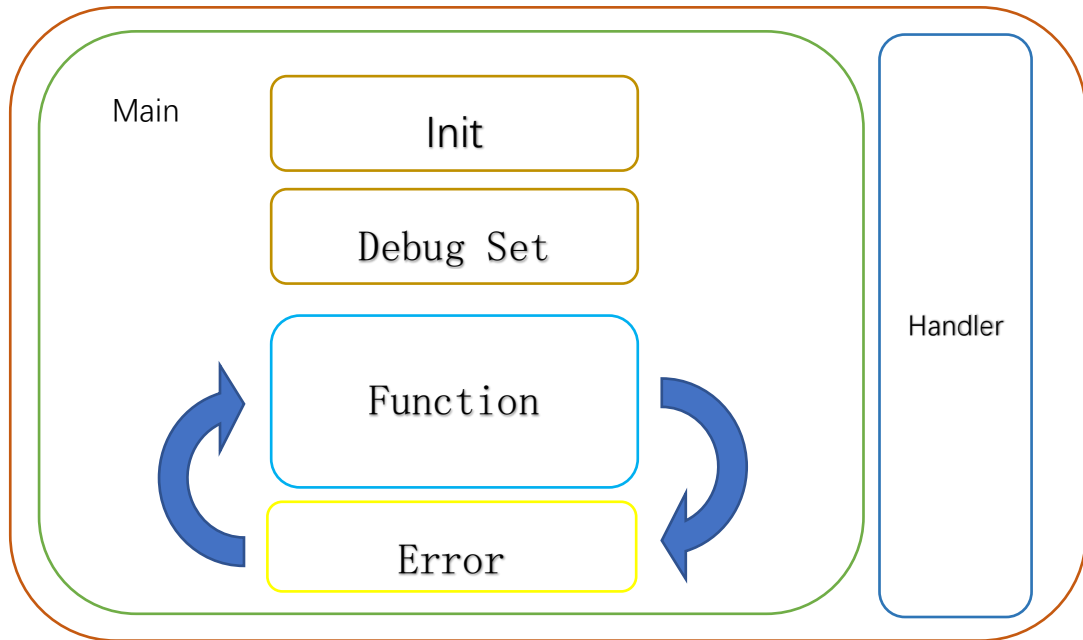 Main
Init
Debug Set
Function
Handler
Error